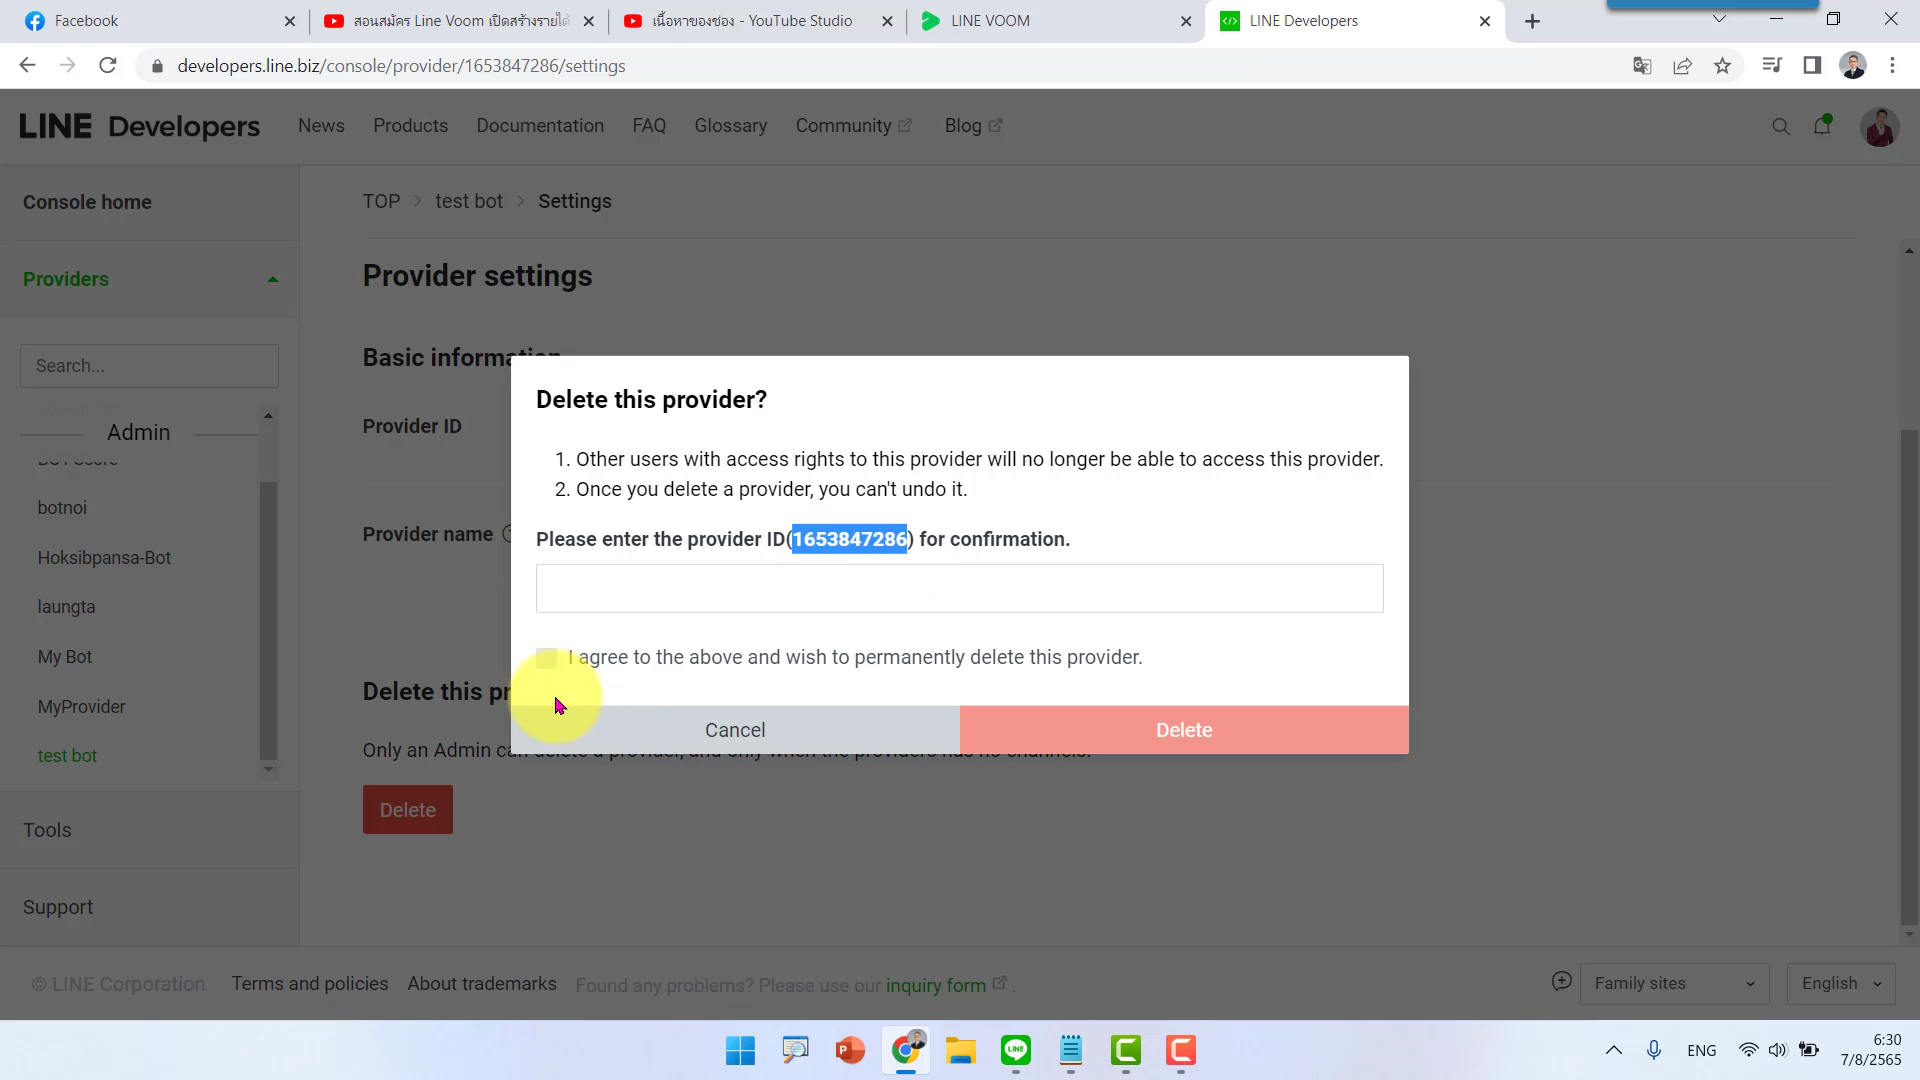 Facebook
สอนสมัคร Line Voom เปิดสร้างรายได้
เนื้อหาของช่อง - YouTube Studio
LINE VOOM
LINE Developers
developers.line.biz/console/provider/1653847286/settings
LINE Developers
News
Products
Documentation
FAQ
Glossary
Community
Blog
Console home
TOP > test bot > Settings
Providers
Provider settings
Search...
Basic information
Admin
Provider ID
botnoi
Provider name
Hoksibpansa-Bot
laungta
My Bot
MyProvider
test bot
Delete this provider?
1. Other users with access rights to this provider will no longer be able to access this provider.
2. Once you delete a provider, you can't undo it.
Please enter the provider ID(1653847286) for confirmation.
I agree to the above and wish to permanently delete this provider.
Cancel
Delete
Delete this pr
Only an Admin can delete a provider, and only when the providers has no channels.
Delete
Tools
Support
© LINE Corporation
Terms and policies
About trademarks
Found any problems? Please use our inquiry form .
Family sites
English
ENG
6:30
7/8/2565